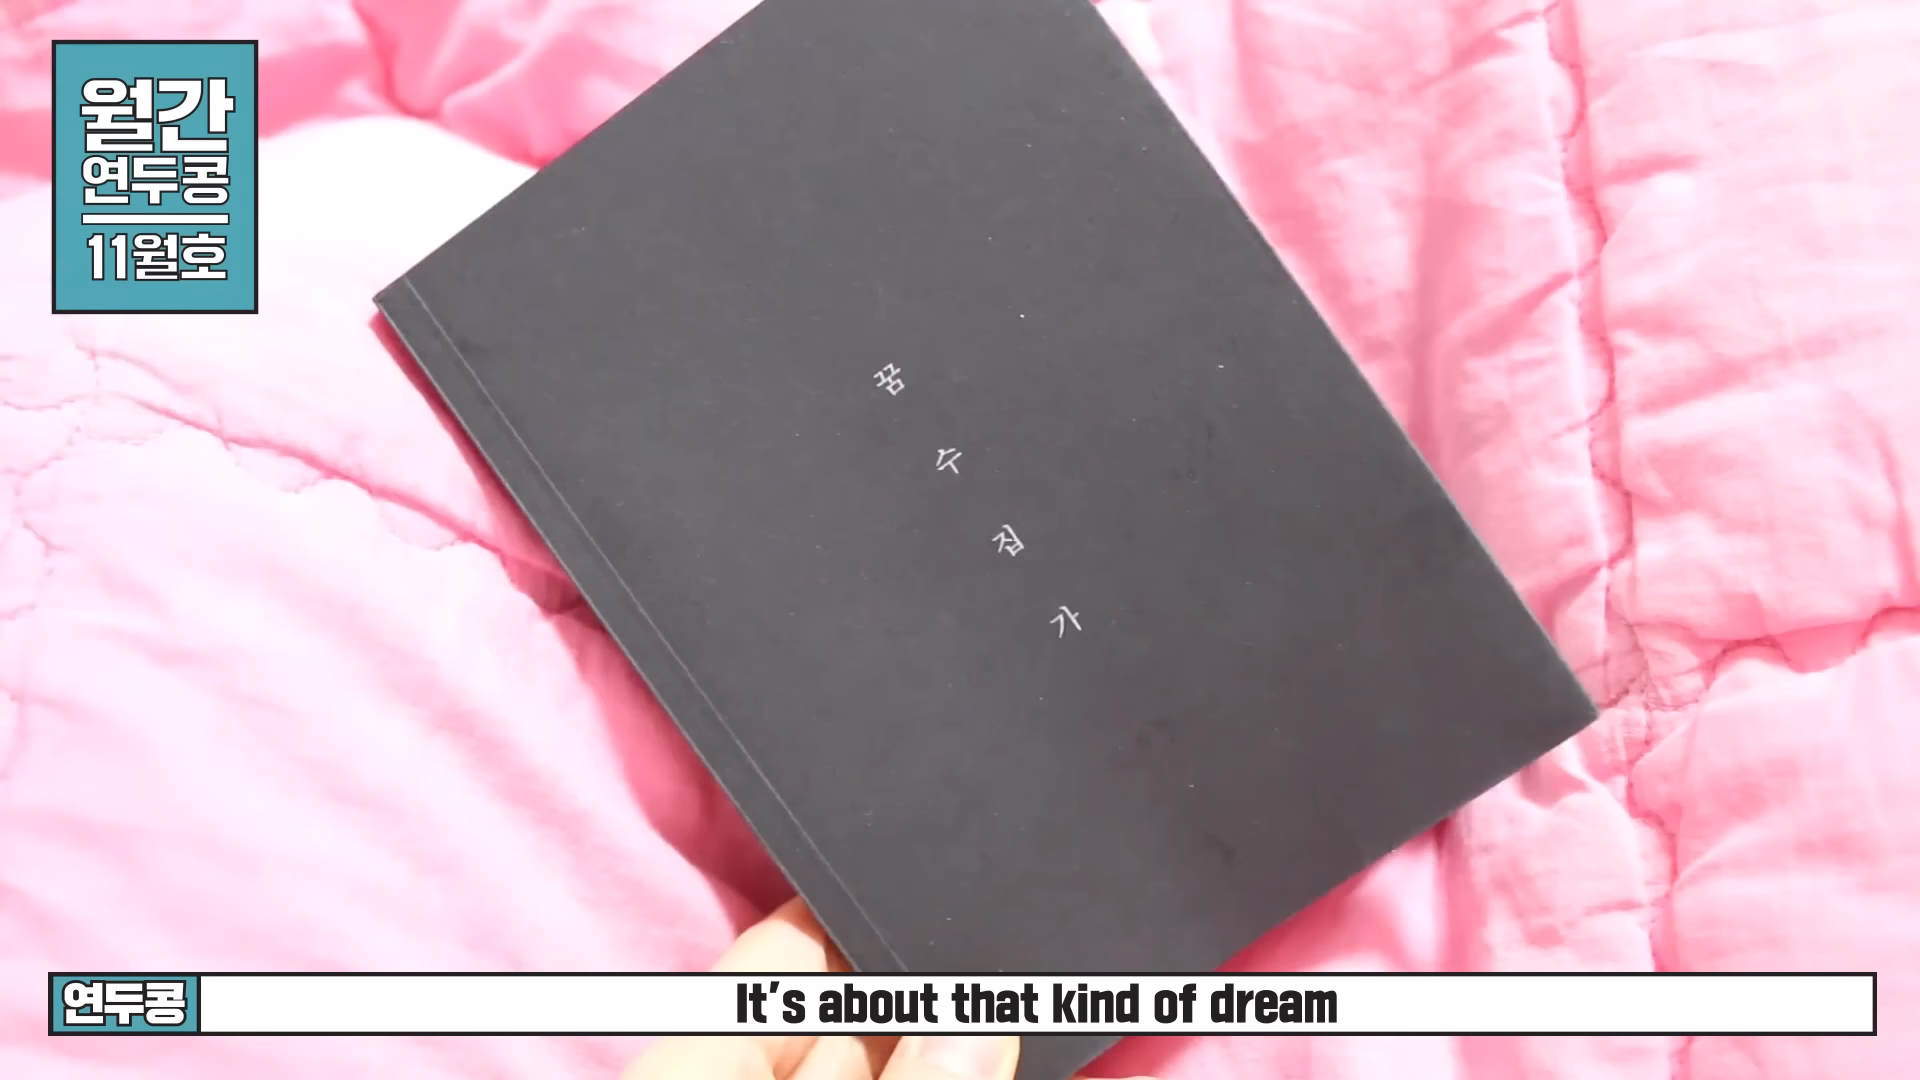 월간
연두콩
11월호
꿈
수
집
가
연두콩
It's about that kind of dream